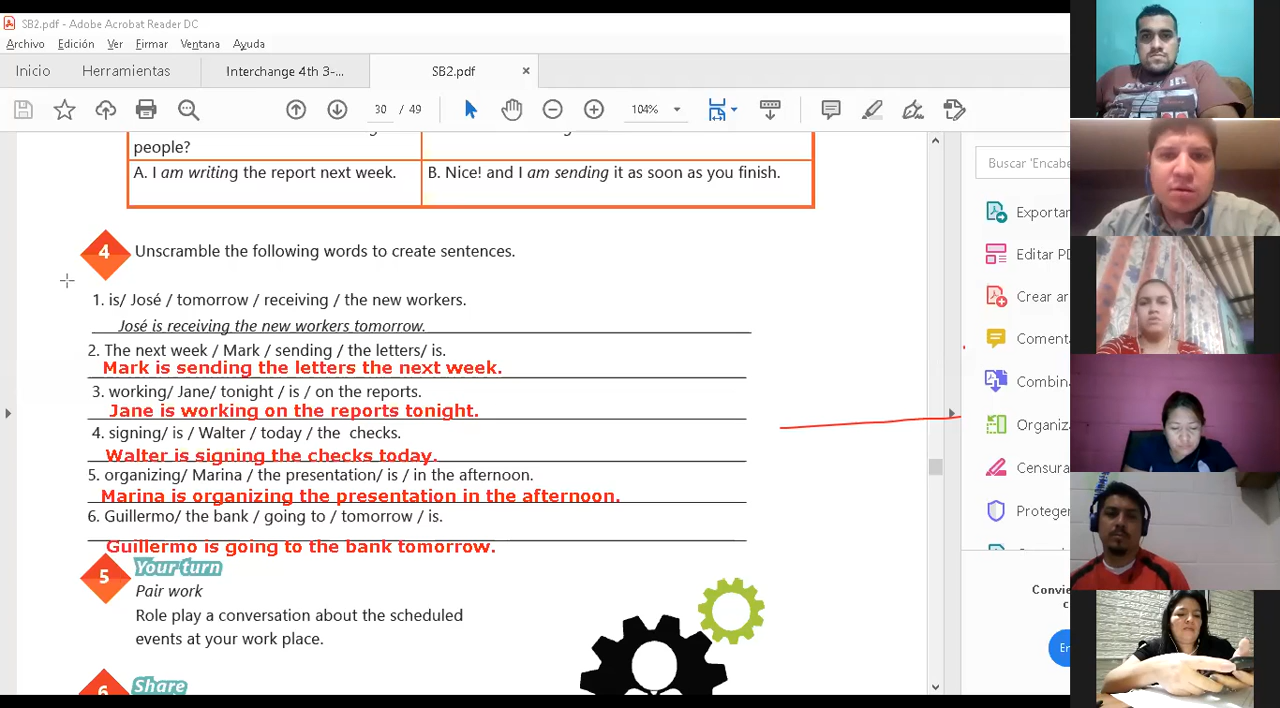 SB2.pdf - Adobe Acrobat Reader DC
Archivo Edición Ver Firmar Ventana Ayuda
Inicio Herramientas Interchange 4th 3-... SB2.pdf ×
30 / 49 104%
people?
A. I am writing the report next week. B. Nice! and I am sending it as soon as you finish.
Buscar 'Encabe
Exportar
Editar PD
Crear ar
Comenta
Combin
Organiz
Censura
Proteger
Convie
c
En
4 Unscramble the following words to create sentences.
1. is/ José / tomorrow / receiving / the new workers.
José is receiving the new workers tomorrow.
2. The next week / Mark / sending / the letters/ is.
Mark is sending the letters the next week.
3. working/ Jane/ tonight / is / on the reports.
Jane is working on the reports tonight.
4. signing/ is / Walter / today / the checks.
Walter is signing the checks today.
5. organizing/ Marina / the presentation/ is / in the afternoon.
Marina is organizing the presentation in the afternoon.
6. Guillermo/ the bank / going to / tomorrow / is.
Guillermo is going to the bank tomorrow.
5 Your turn
Pair work
Role play a conversation about the scheduled
events at your work place.
6 Share